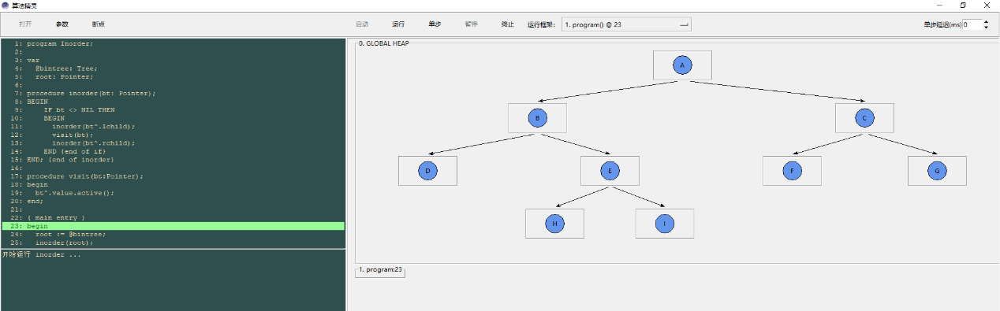 算法精灵
打开 参数 断点 启动 运行 单步 暂停 终止 运行框架: 1. program() @ 23 单步延迟(ms) 0
1: program Inorder;
2:
3: var
4: @bintree: Tree;
5: root: Pointer;
6:
7: procedure inorder(bt: Pointer);
8: BEGIN
9: IF bt <> NIL THEN
10: BEGIN
11: inorder(bt^.lchild);
12: visit(bt);
13: inorder(bt^.rchild);
14: END {end of if}
15: END; {end of inorder}
16:
17: procedure visit(bt:Pointer);
18: begin
19: bt^.value.active();
20: end;
21:
22: { main entry }
23: begin
24: root := @bintree;
25: inorder(root);
开始运行 inorder ...
0. GLOBAL HEAP
A
B C
D E F G
H I
1. program:23